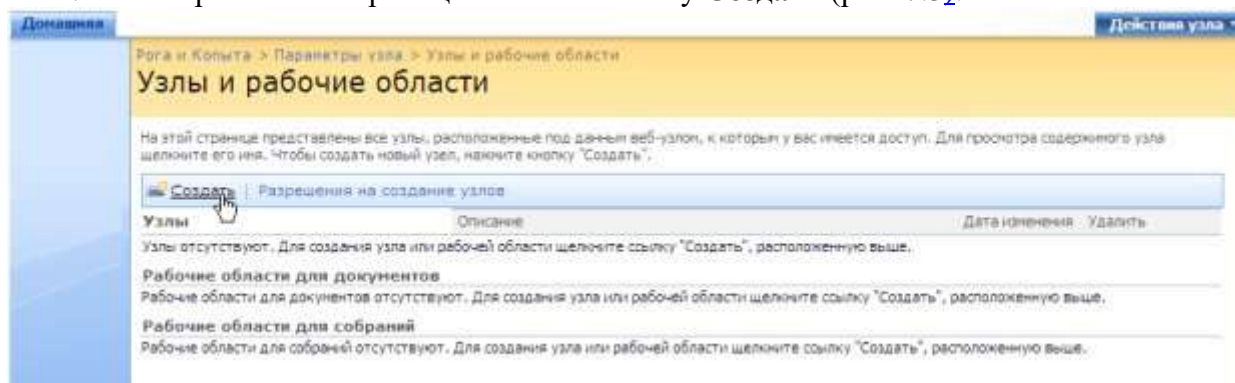 Домашняя
Действия узла
Рога и Копыта > Параметры узла > Узлы и рабочие области
Узлы и рабочие области
На этой странице представлены все узлы, расположенные под данным веб-узлом, к которым у вас имеется доступ. Для просмотра содержимого узла
щелкните его имя. Чтобы создать новый узел, нажмите кнопку "Создать".
Создать | Разрешения на создание узлов
Узлы Описание Дата изменения Удалить
Узлы отсутствуют. Для создания узла или рабочей области щелкните ссылку "Создать", расположенную выше.
Рабочие области для документов
Рабочие области для документов отсутствуют. Для создания узла или рабочей области щелкните ссылку "Создать", расположенную выше.
Рабочие области для собраний
Рабочие области для собраний отсутствуют. Для создания узла или рабочей области щелкните ссылку "Создать", расположенную выше.